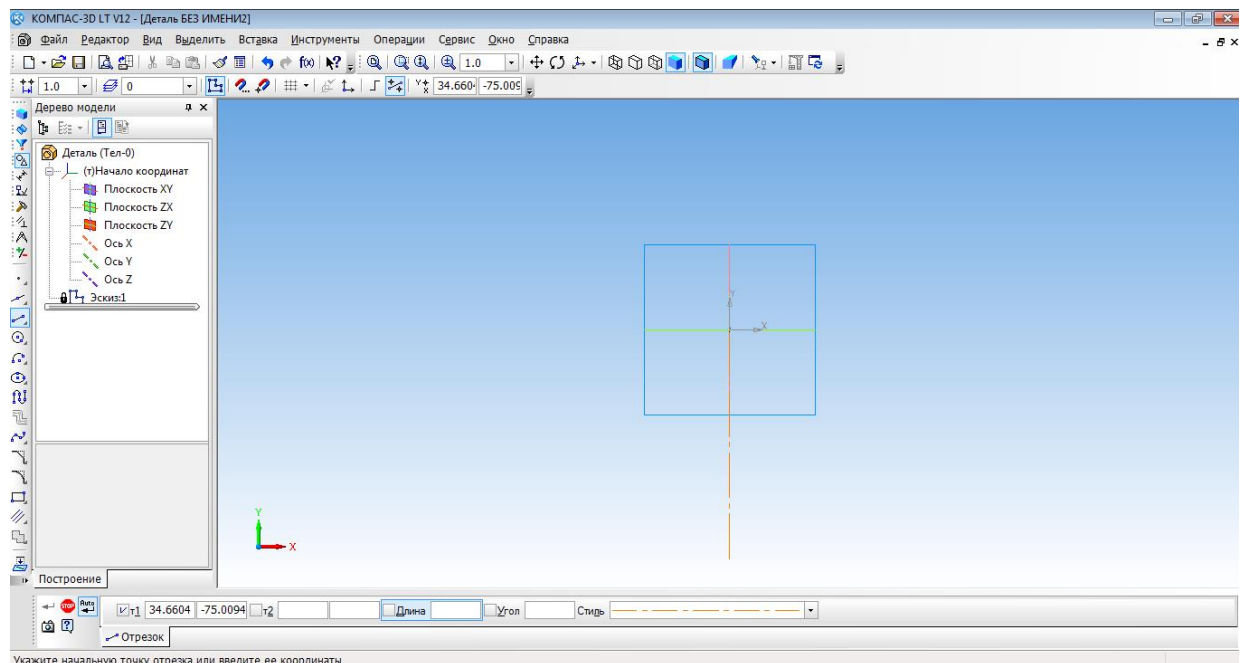 КОМПАС-3D LT V12 - [Деталь БЕЗ ИМЕНИ2]
Файл Редактор Вид Выделить Вставка Инструменты Операции Сервис Окно Справка
1.0
1.0 0 34.660 -75.009
Дерево модели
Деталь (Тел-0)
(т)Начало координат
Плоскость XY
Плоскость ZX
Плоскость ZY
Ось X
Ось Y
Ось Z
Эскиз:1
Y
X
Y
X
Построение
Auto т1 34.6604 -75.0094 т2 Длина Угол Стиль
Отрезок
Укажите начальную точку отрезка или введите ее координаты